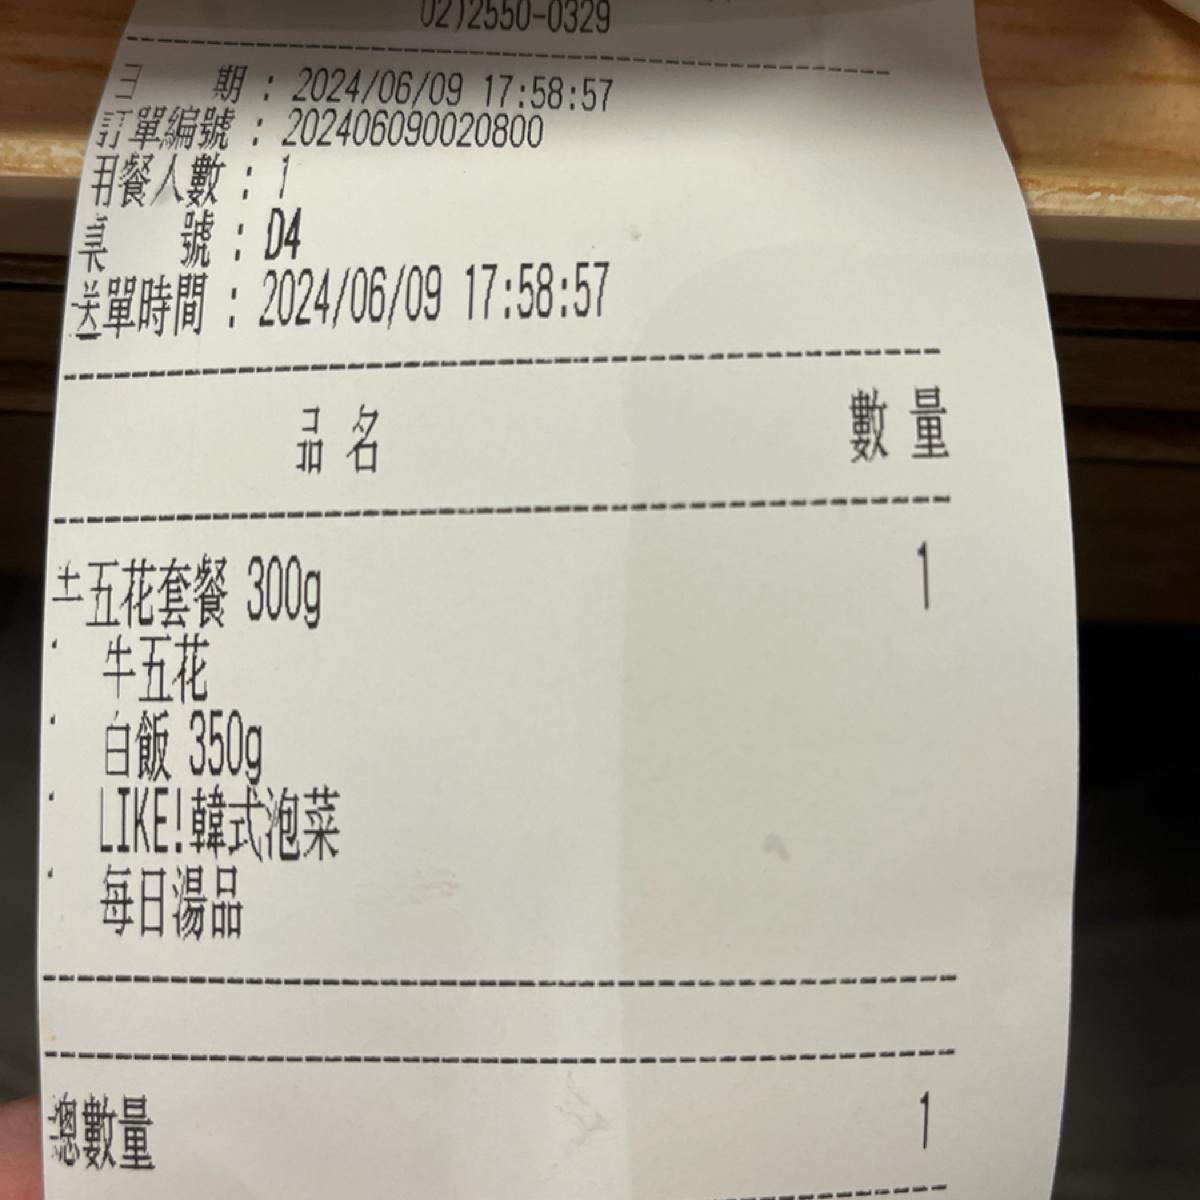 02)2550-0329
日 期 : 2024/06/09 17:58:57
訂單編號 : 202406090020800
用餐人數 : 1
桌 號 : D4
送單時間 : 2024/06/09 17:58:57
品名 數量
牛五花套餐 300g 1
牛五花
白飯 350g
LIKE!韓式泡菜
每日湯品
總數量 1